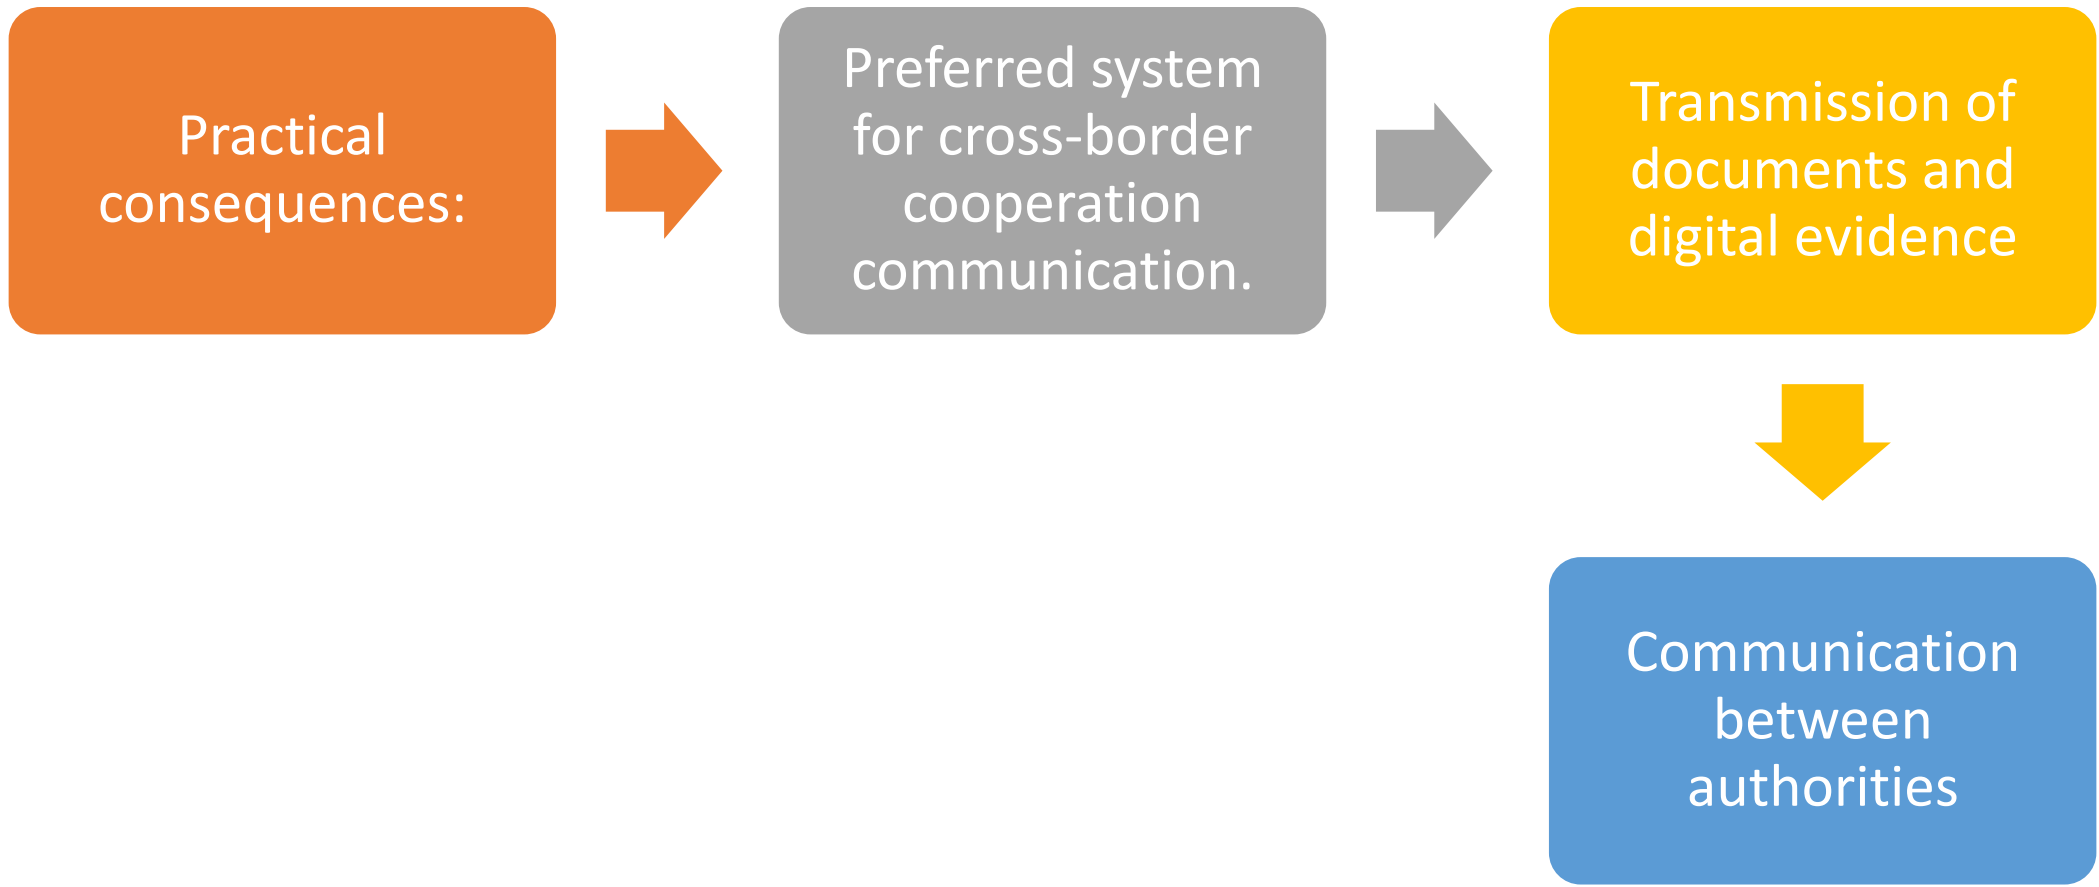 Practical
consequences:
Preferred system
for cross-border
cooperation
communication.
Transmission of
documents and
digital evidence
Communication
between
authorities